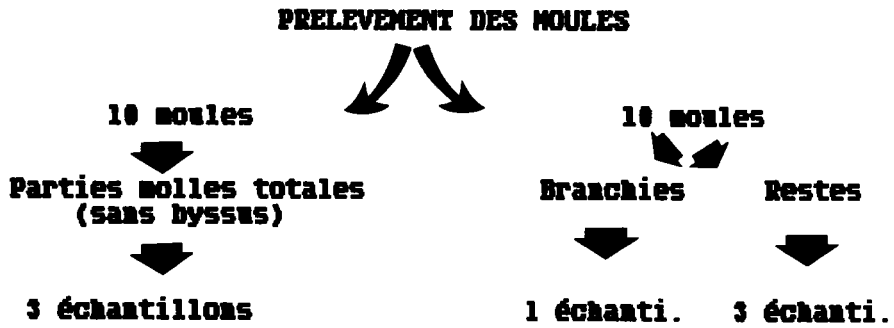 PRELEVEMENT DES MOULES
10 moules
10 moules
Parties molles totales
(sans byssus)
Branchies
Restes
3 échantillons
1 échanti.
3 échanti.